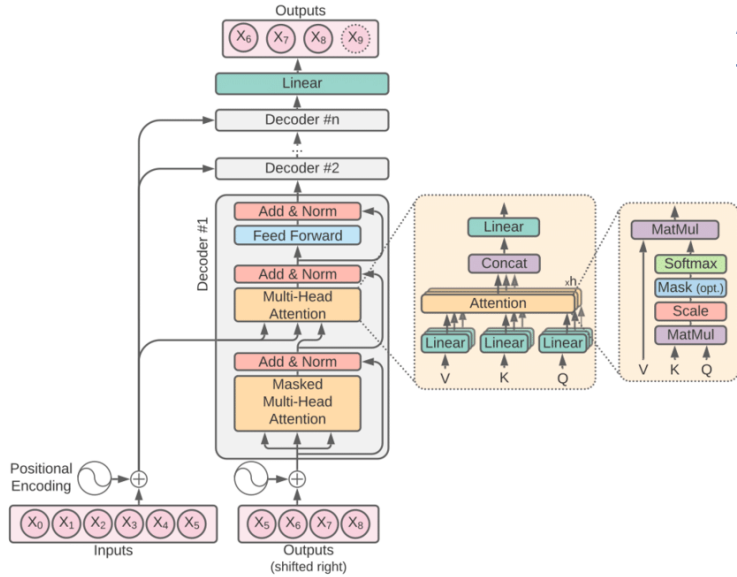 Outputs
X6 X7 X8 X9
Linear
Decoder #n
...
Decoder #2
Decoder #1
Add & Norm
Feed Forward
Add & Norm
Multi-Head
Attention
Add & Norm
Masked
Multi-Head
Attention
Positional
Encoding
X0 X1 X2 X3 X4 X5
Inputs
X5 X6 X7 X8
Outputs
(shifted right)
Linear
Concat
xh
Attention
Linear Linear Linear
V K Q
MatMul
Softmax
Mask (opt.)
Scale
MatMul
V K Q